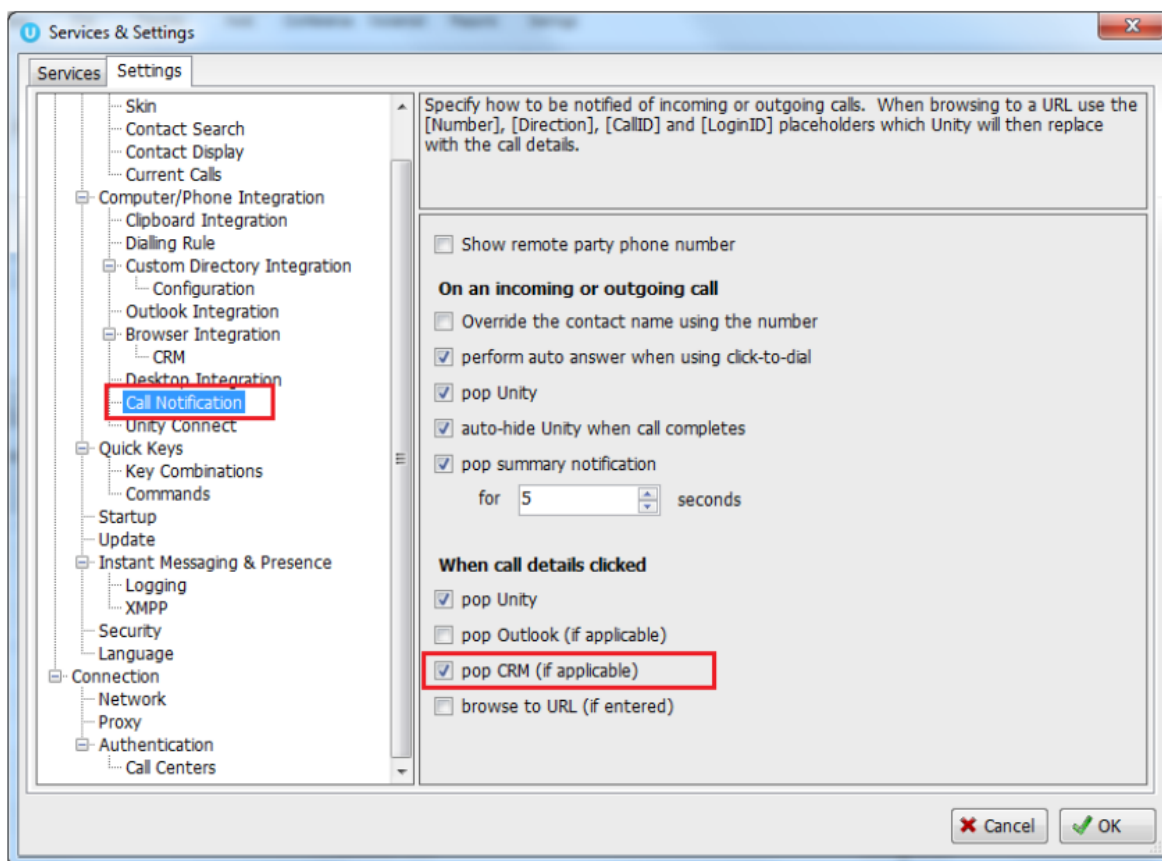 Services & Settings
Services
Settings
Skin
Contact Search
Contact Display
Current Calls
Computer/Phone Integration
Clipboard Integration
Dialling Rule
Custom Directory Integration
Configuration
Outlook Integration
Browser Integration
CRM
Desktop Integration
Call Notification
Unity Connect
Quick Keys
Key Combinations
Commands
Startup
Update
Instant Messaging & Presence
Logging
XMPP
Security
Language
Connection
Network
Proxy
Authentication
Call Centers
Specify how to be notified of incoming or outgoing calls. When browsing to a URL use the
[Number], [Direction], [CallID] and [LoginID] placeholders which Unity will then replace
with the call details.
Show remote party phone number
On an incoming or outgoing call
Override the contact name using the number
perform auto answer when using click-to-dial
pop Unity
auto-hide Unity when call completes
pop summary notification
for 5 seconds
When call details clicked
pop Unity
pop Outlook (if applicable)
pop CRM (if applicable)
browse to URL (if entered)
Cancel
OK